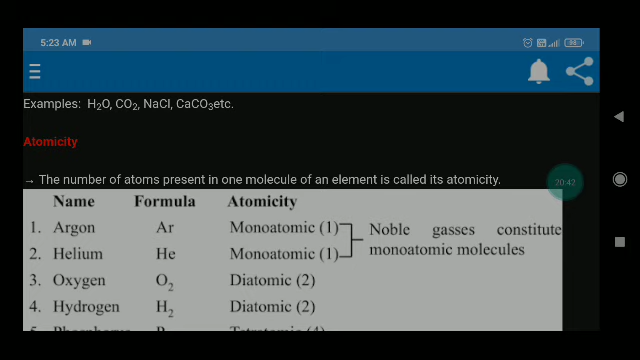 5:23 AM
Examples: H₂O, CO₂, NaCl, CaCO₃etc.
Atomicity
→ The number of atoms present in one molecule of an element is called its atomicity.
20:42
Name Formula Atomicity
1. Argon Ar Monoatomic (1)
2. Helium He Monoatomic (1)
Noble gasses constitute
monoatomic molecules
3. Oxygen O₂ Diatomic (2)
4. Hydrogen H₂ Diatomic (2)